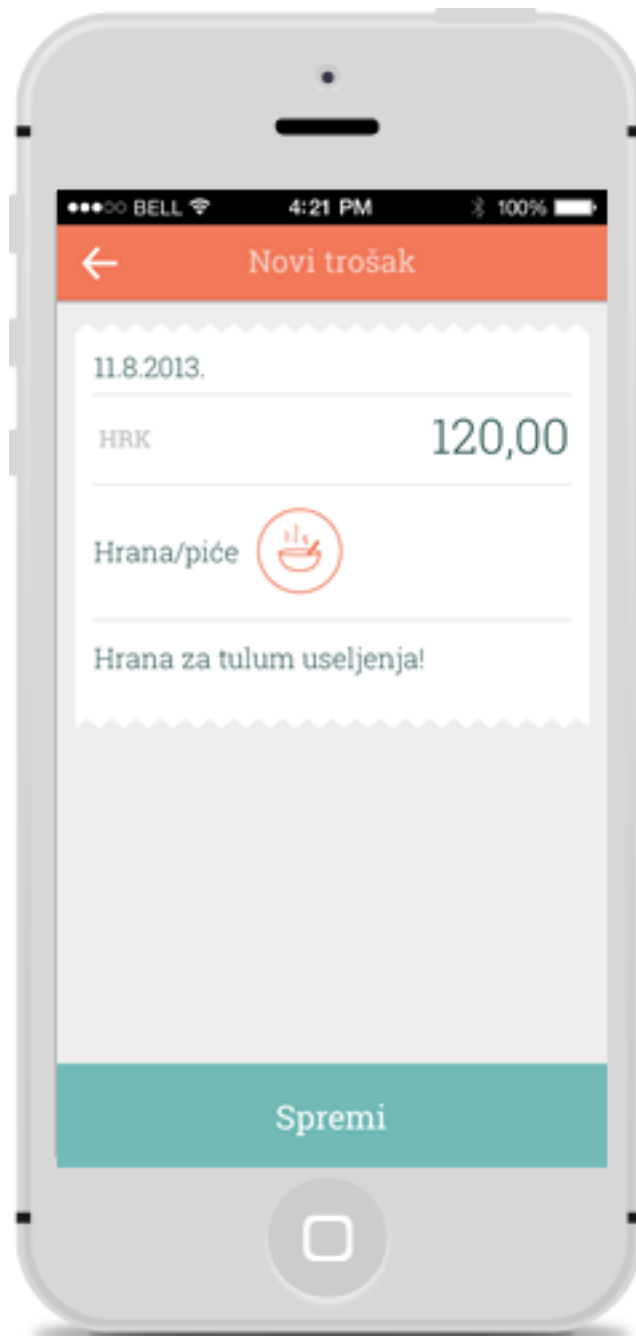 BELL 4:21 PM 100%
Novi trošak
11.8.2013.
HRK 120,00
Hrana/piće
Hrana za tulum useljenja!
Spremi